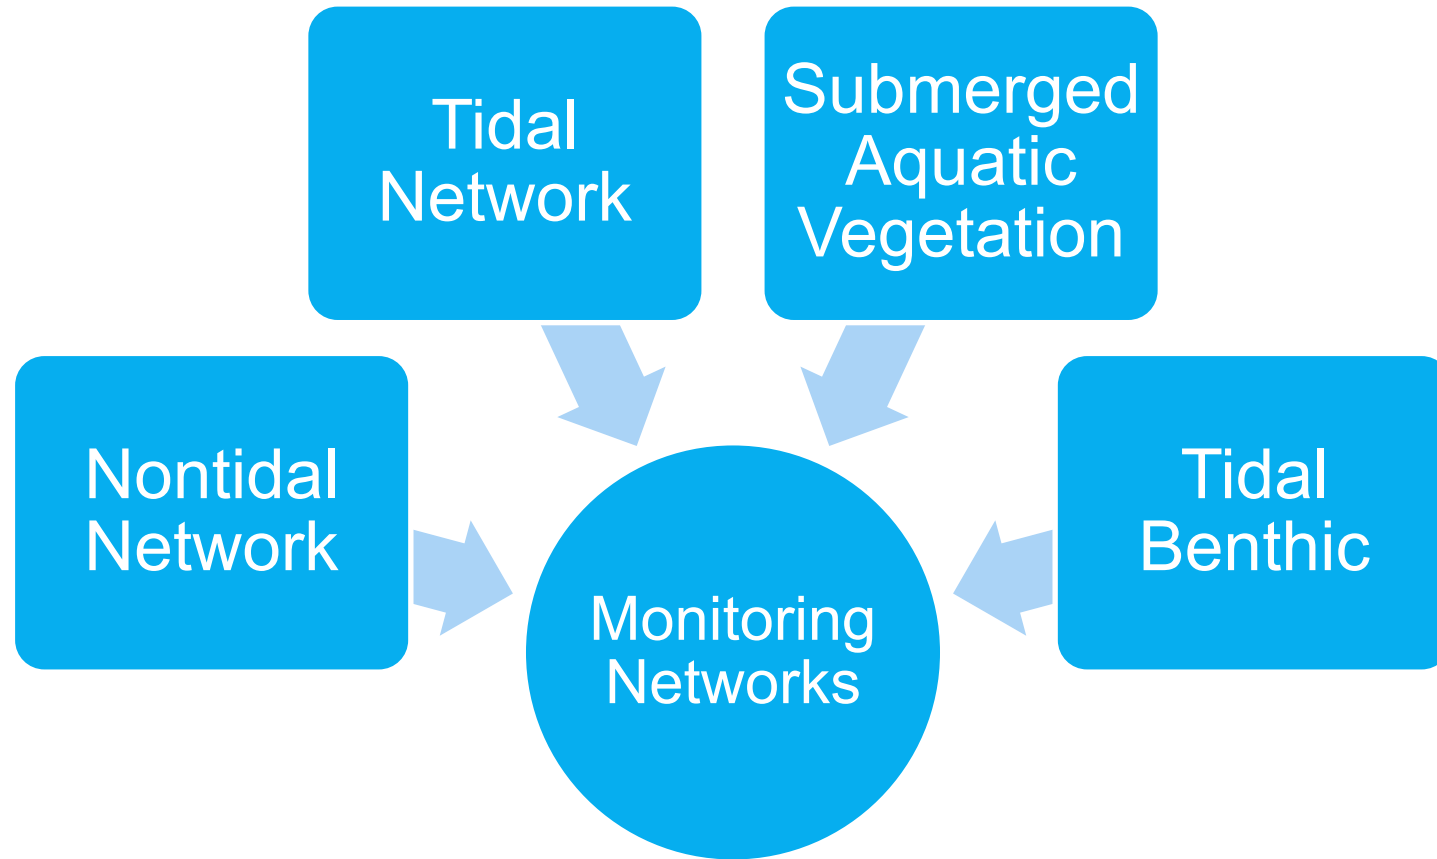 Tidal
Network
Submerged
Aquatic
Vegetation
Nontidal
Network
Tidal
Benthic
Monitoring
Networks